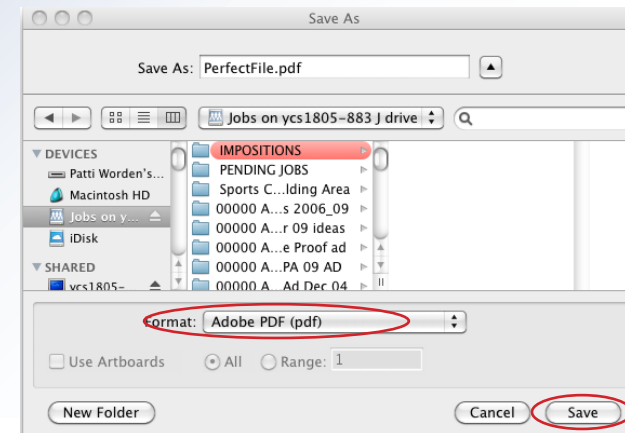 Save As
Save As: PerfectFile.pdf
Jobs on ycs1805-883 J drive
DEVICES
Patti Worden's...
Macintosh HD
Jobs on y...
iDisk
SHARED
ycs1805-
IMPOSITIONS
PENDING JOBS
Sports C...lding Area
00000 A...s 2006_09
00000 A...r 09 ideas
00000 A...e Proof ad
00000 A...PA 09 AD
00000 A...Ad Dec 04
Format: Adobe PDF (pdf)
Use Artboards All Range: 1
New Folder Cancel Save